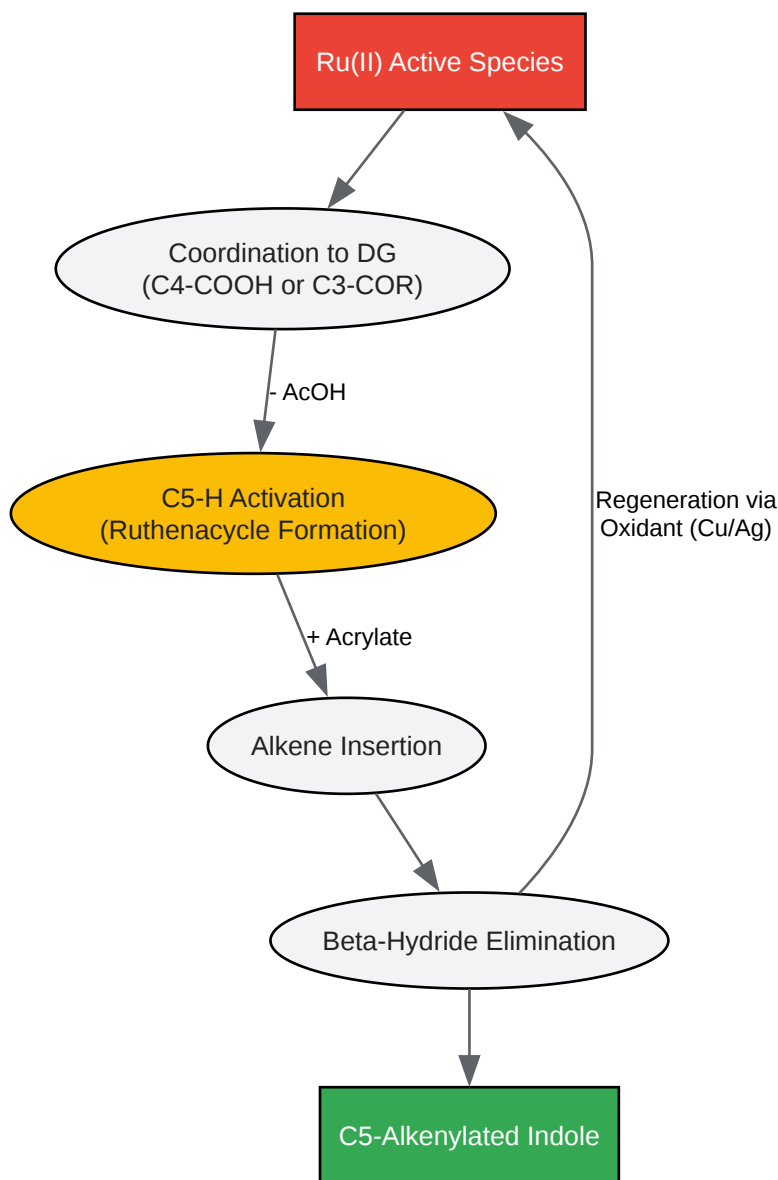 Ru(II) Active Species
Coordination to DG
(C4-COOH or C3-COR)
- AcOH
C5-H Activation
(Ruthenacycle Formation)
Regeneration via
Oxidant (Cu/Ag)
+ Acrylate
Alkene Insertion
Beta-Hydride Elimination
C5-Alkenylated Indole